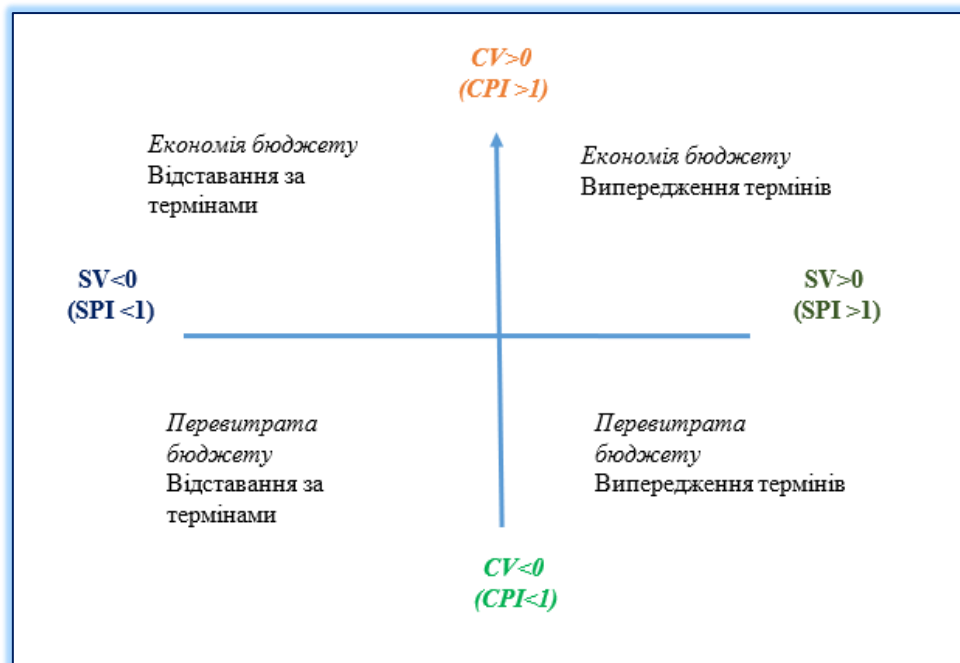 CV>0
(CPI >1)
Економія бюджету
Відставання за
термінами
Економія бюджету
Випередження термінів
SV<0
(SPI <1)
SV>0
(SPI >1)
Перевитрата
бюджету
Відставання за
термінами
Перевитрата
бюджету
Випередження термінів
CV<0
(CPI<1)